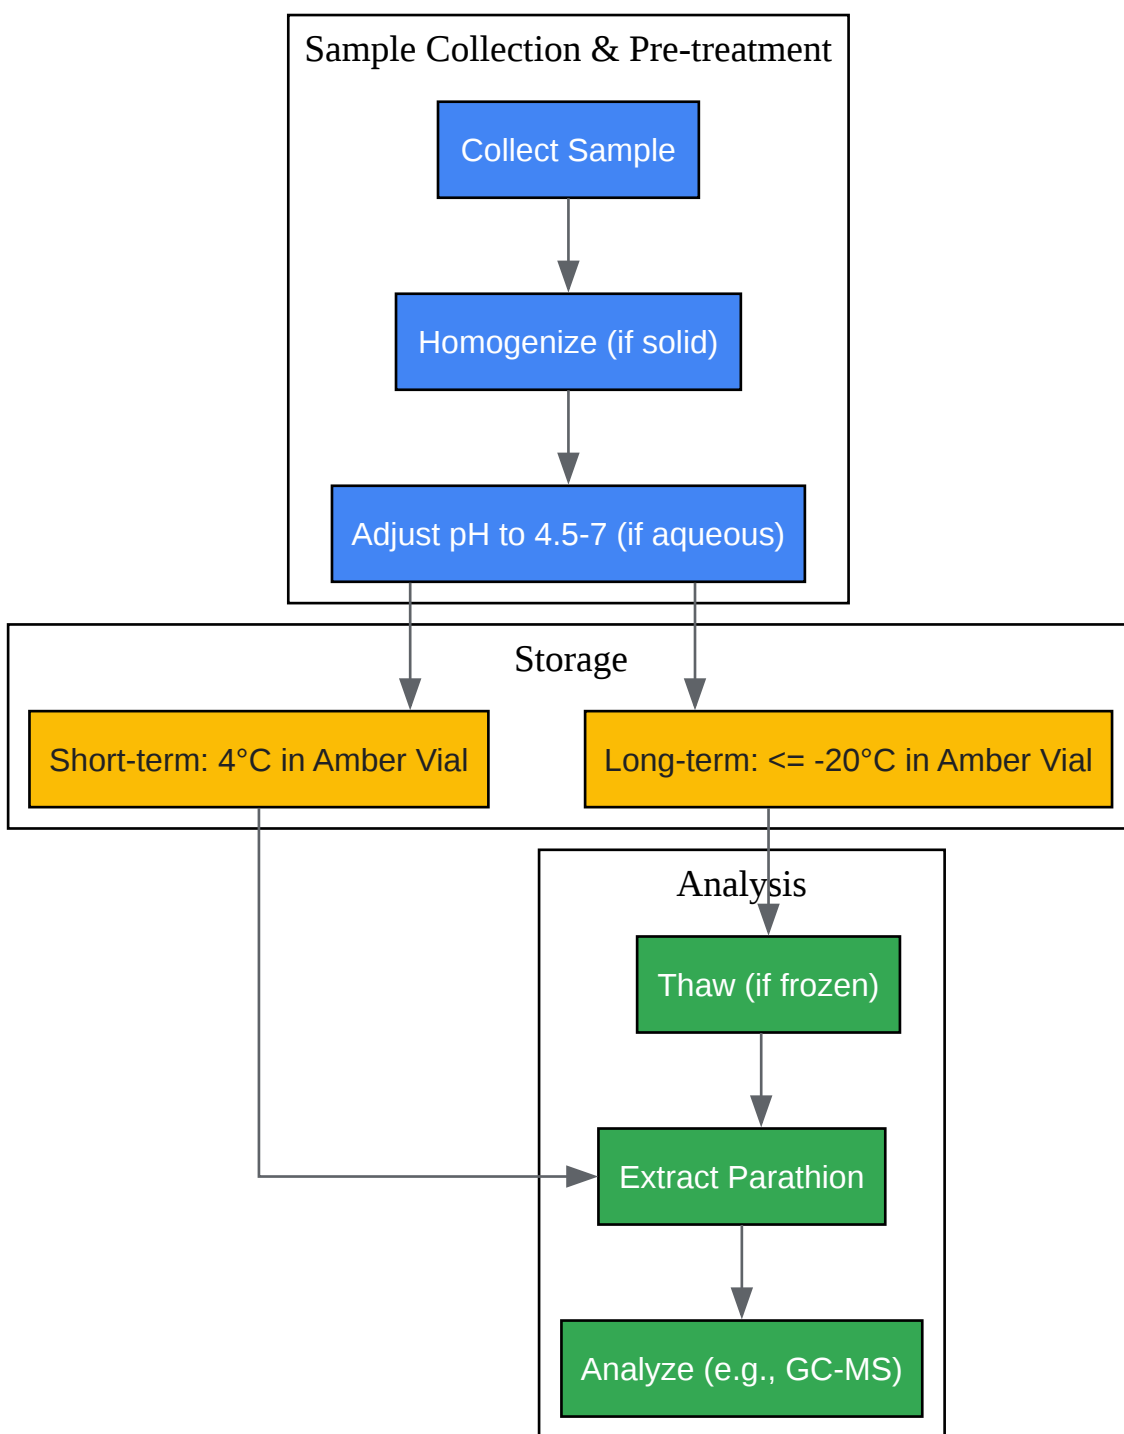 Sample Collection & Pre-treatment
Collect Sample
Homogenize (if solid)
Adjust pH to 4.5-7 (if aqueous)
Storage
Short-term: 4°C in Amber Vial
Long-term: <= -20°C in Amber Vial
Analysis
Thaw (if frozen)
Extract Parathion
Analyze (e.g., GC-MS)